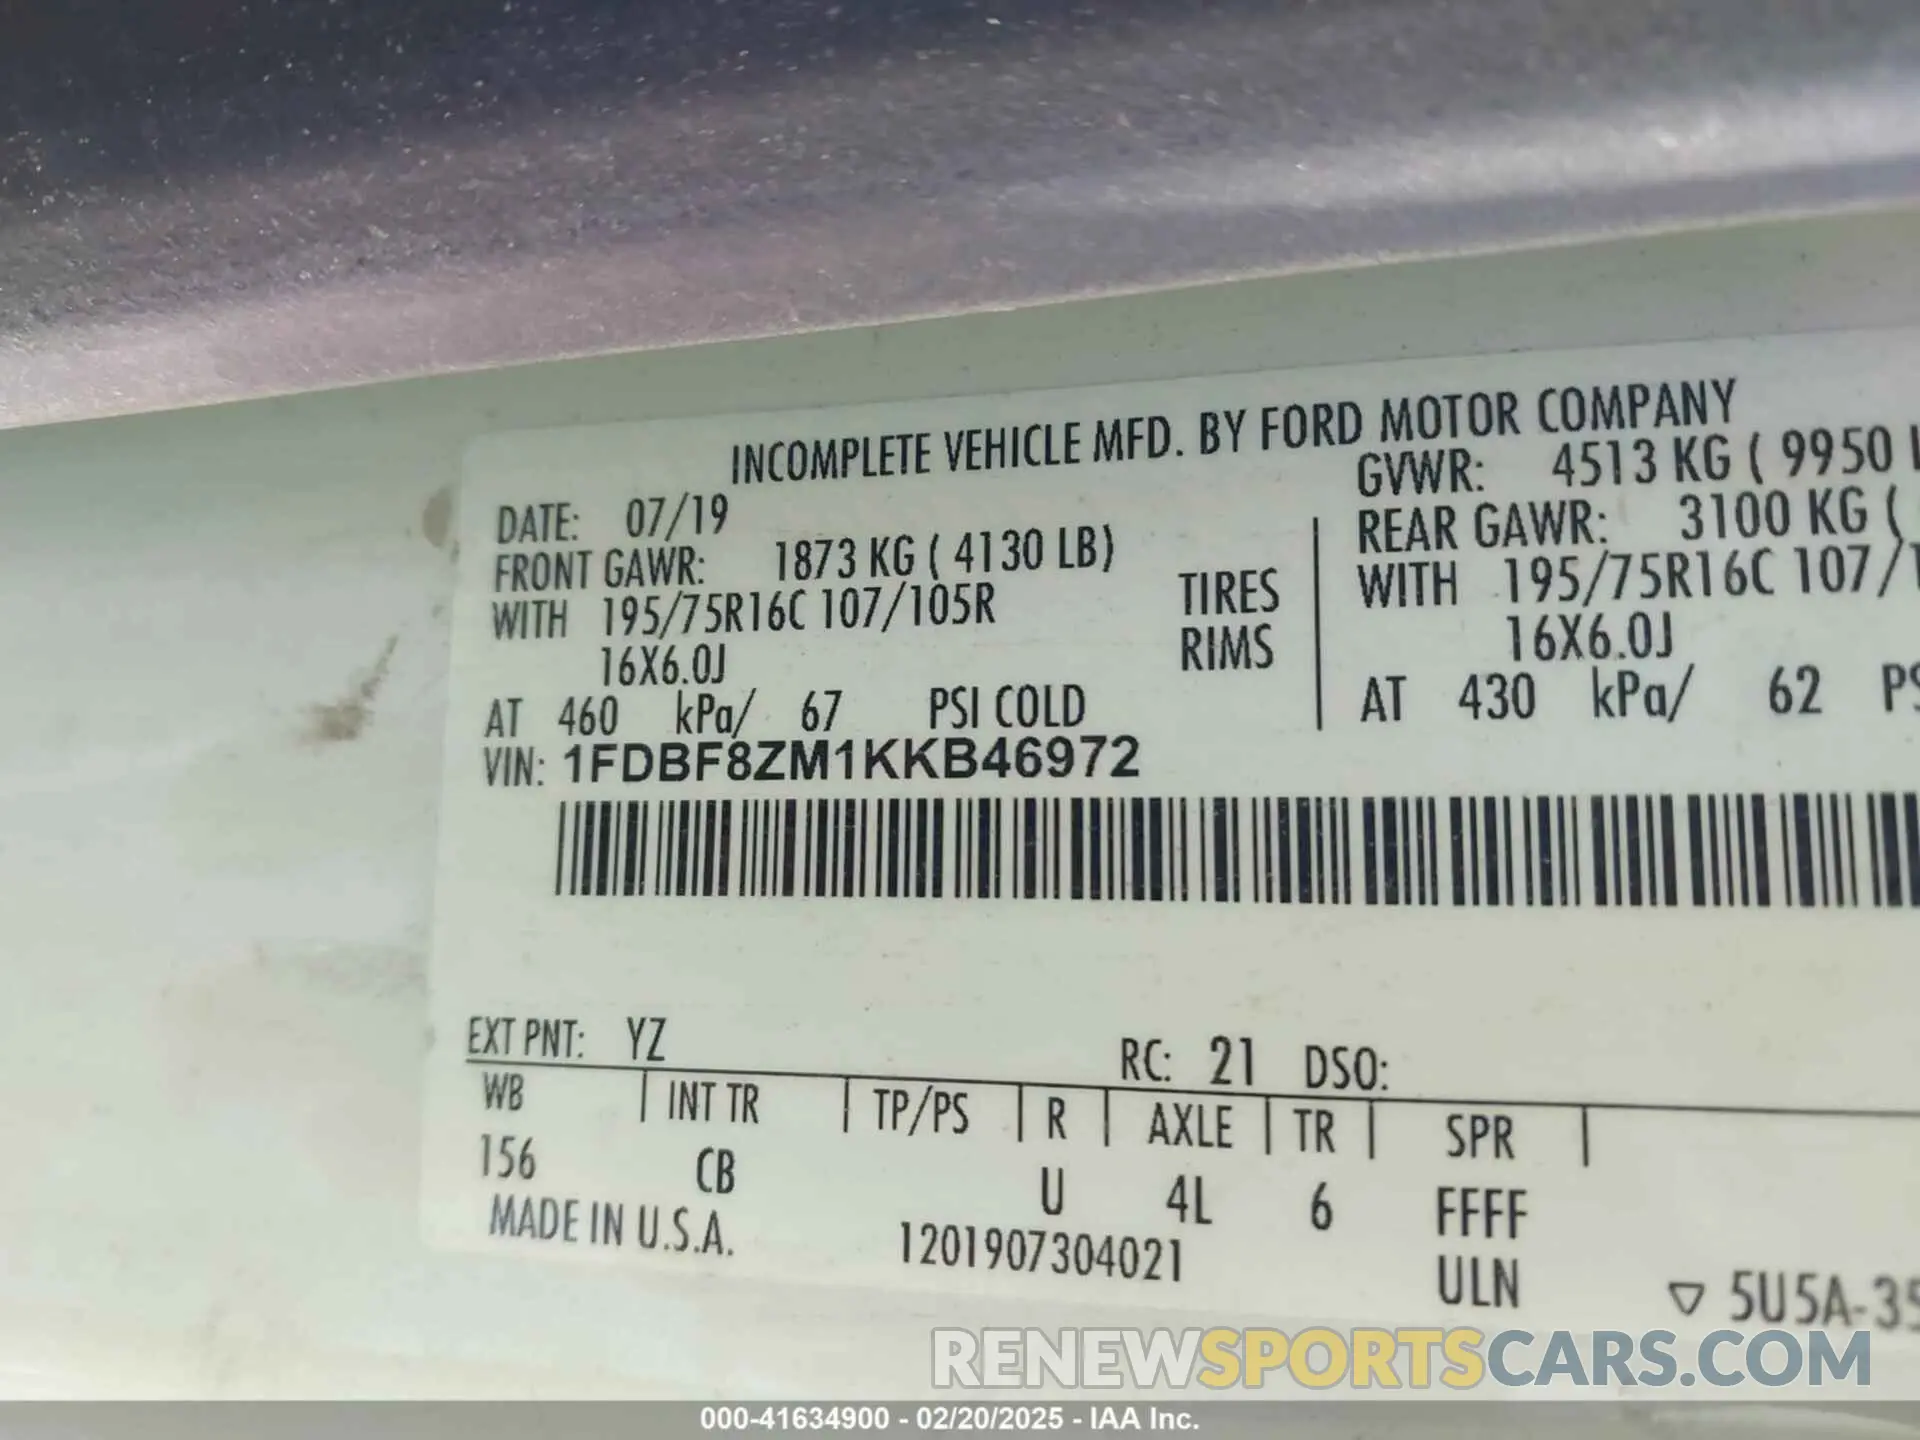 INCOMPLETE VEHICLE MFD. BY FORD MOTOR COMPANY
DATE: 07/19
GVWR: 4513 KG ( 9950
FRONT GAWR: 1873 KG ( 4130 LB)
REAR GAWR: 3100 KG (
WITH 195/75R16C 107/105R
TIRES
WITH 195/75R16C 107/
16X6.0J
RIMS
16X6.0J
AT 460 kPa/ 67 PSI COLD
AT 430 kPa/ 62
VIN: 1FDBF8ZM1KKB46972
EXT PNT: YZ
RC: 21 DSO:
WB | INT TR | TP/PS | R | AXLE | TR | SPR |
156 CB U 4L 6 FFFF
MADE IN U.S.A. 1201907304021 ULN
▽ 5U5A-35
RENEWSPORTSCARS.COM
000-41634900 - 02/20/2025 - IAA Inc.